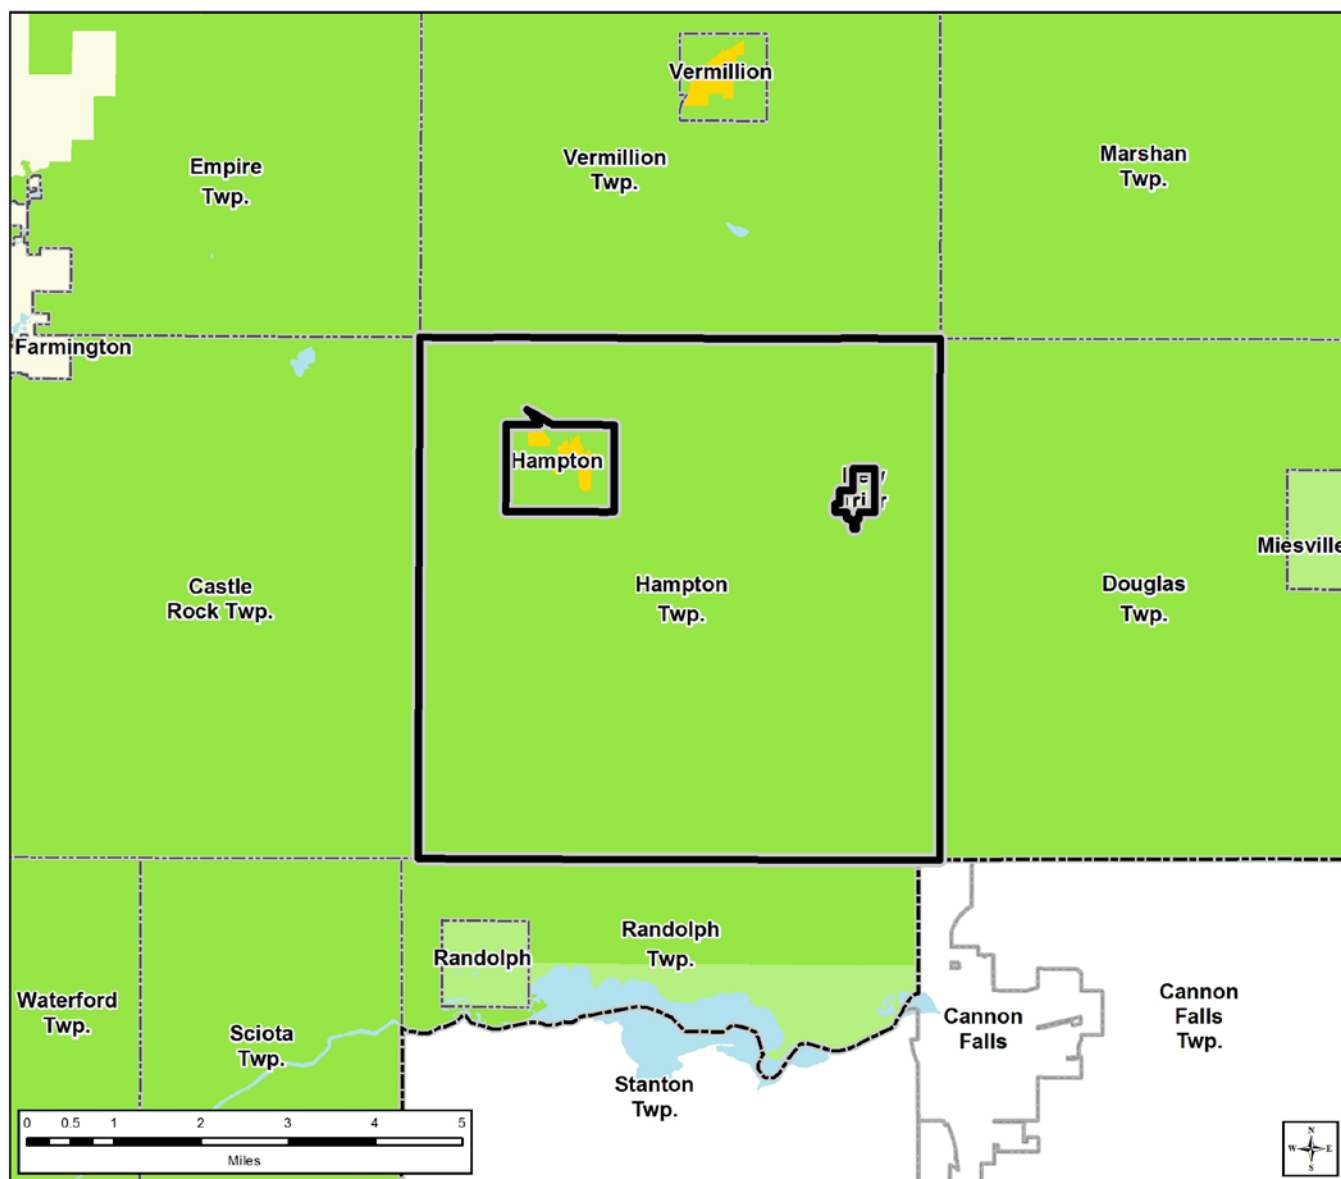 Vermillion
Empire
Twp.
Vermillion
Twp.
Marshan
Twp.
Farmington
Hampton
Miesville
Castle
Rock Twp.
Hampton
Twp.
Douglas
Twp.
Randolph
Twp.
Randolph
Waterford
Twp.
Sciota
Twp.
Cannon
Falls
Cannon
Falls
Twp.
Stanton
Twp.
0 0.5 1 2 3 4 5
Miles
N
W E
S